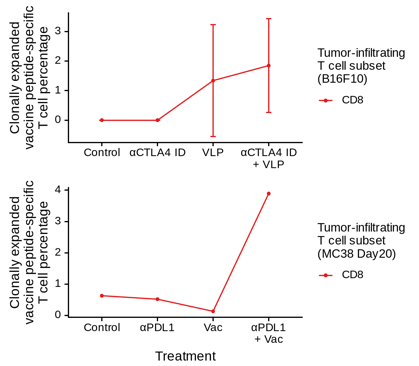 Clonally expanded
vaccine peptide-specific
T cell percentage
3
2
1
0
Control
αCTLA4 ID
VLP
αCTLA4 ID
+ VLP
Tumor-infiltrating
T cell subset
(B16F10)
CD8
Clonally expanded
vaccine peptide-specific
T cell percentage
4
3
2
1
0
Control
αPDL1
Vac
αPDL1
+ Vac
Treatment
Tumor-infiltrating
T cell subset
(MC38 Day20)
CD8